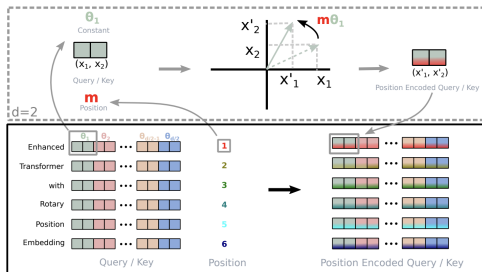 θ₁
Constant
(x₁, x₂)
Query / Key
m
Position
d=2
x'₂
x₂
x'₁
x₁
mθ₁
(x'₁, x'₂)
Position Encoded Query / Key
θ₁ θ₂ ••• θd/2-1 θd/2
Enhanced ••• 1 •••
Transformer ••• 2 •••
with ••• 3 •••
Rotary ••• 4 •••
Position ••• 5 •••
Embedding ••• 6 •••
Query / Key Position Position Encoded Query / Key